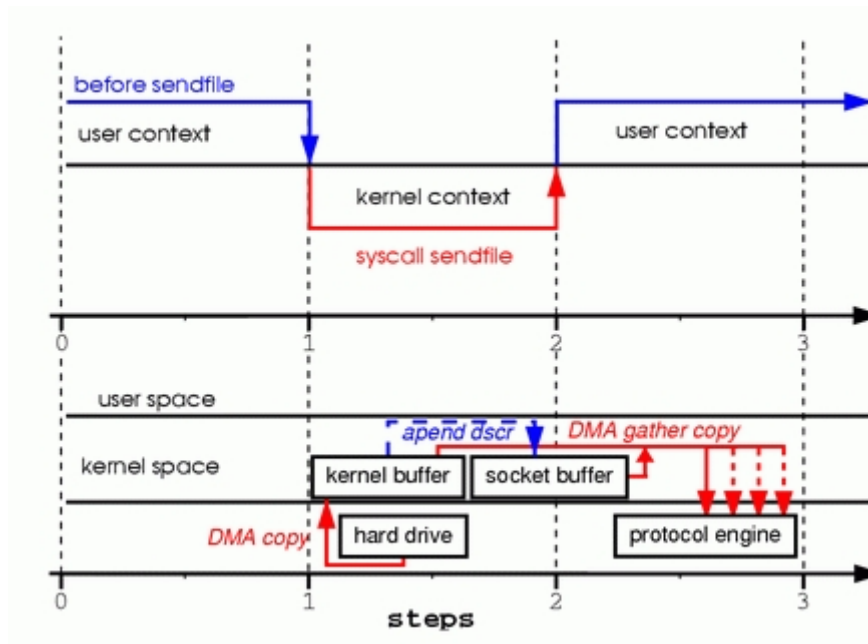 before sendfile
user context
user context
kernel context
syscall sendfile
0 1 2 3
user space
apend dscr
DMA gather copy
kernel space
kernel buffer
socket buffer
DMA copy
hard drive
protocol engine
0 1 2 3
steps